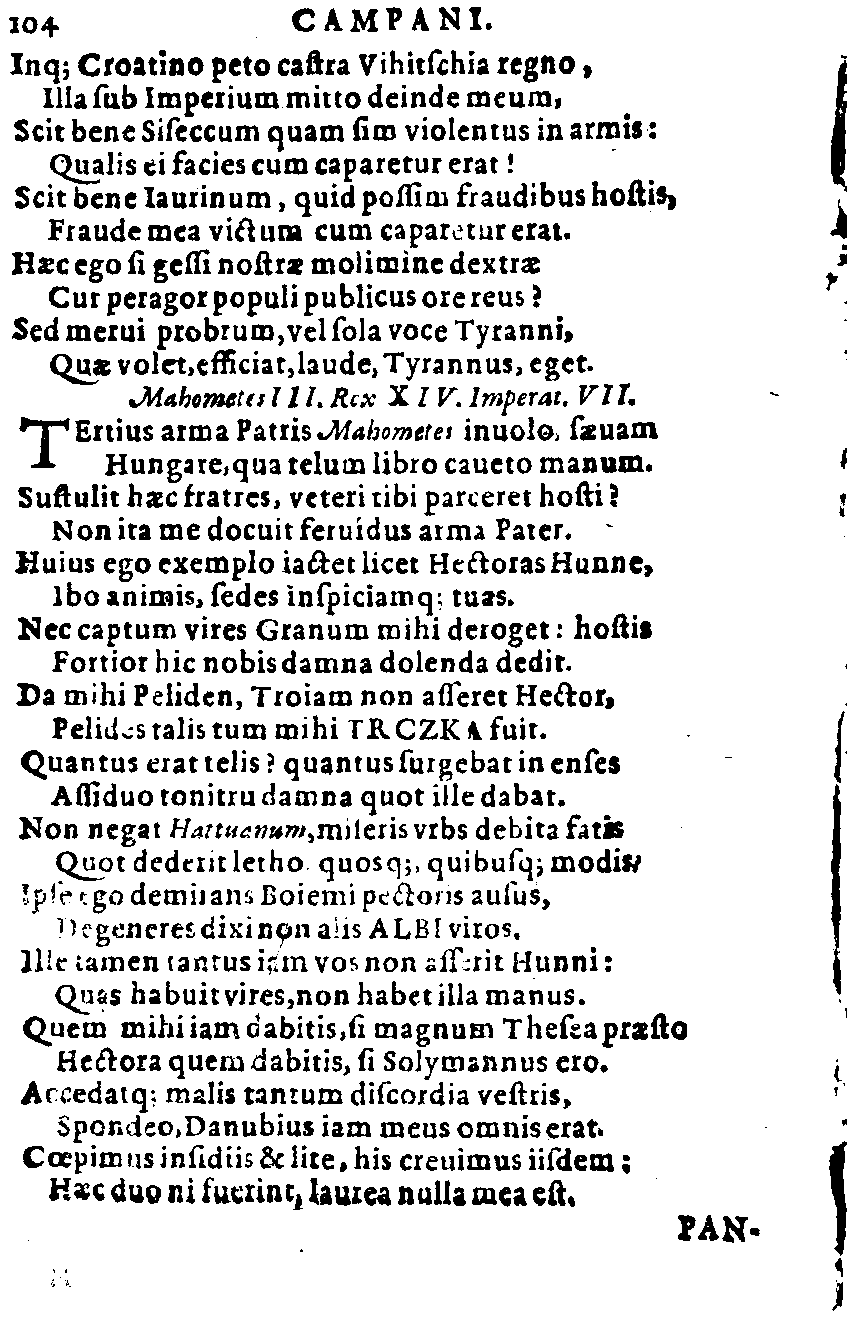 104 CAMPANI.
Inq; Croatino peto caſtra Vihitſchia regno,
Illa ſub Imperium mitto deinde meum,
Scit bene Siſeccum quam ſim violentus in armis:
Qualis ei facies cum caparetur erat!
Scit bene Iaurinum, quid poſſim fraudibus hoſtis,
Fraude mea victum cum caparetur erat.
Hæc ego ſi geſſi noſtræ molimine dextræ
Cur peragor populi publicus ore reus?
Sed merui probrum, vel ſola voce Tyranni,
Quæ volet, efficiat, laude, Tyrannus, eget.
Mahometes III. Rex XIV. Imperat. VII.
TErtius arma Patris Mahometes inuolo, ſæuam
Hungare, qua telum libro caueto manum.
Suſtulit hæc fratres, veteri tibi parceret hoſti?
Non ita me docuit feruidus arma Pater.
Huius ego exemplo iactet licet Hectoras Hunne,
Ibo animis, ſedes inſpiciamq; tuas.
Nec captum vires Granum mihi deroget: hoſtis
Fortior hic nobis damna dolenda dedit.
Da mihi Peliden, Troiam non aſſeret Hector,
Pelides talis tum mihi TRCZKA fuit.
Quantus erat telis? quantus ſurgebat in enſes
Aſſiduo tonitru damna quot ille dabat.
Non negat Hattuanum, miſeris vrbs debita fatis
Quot dederit letho quosq;, quibuſq; modis
Ipſe ego demirans Boiemi pectoris auſus,
Degeneres dixi non alis ALBI viros.
Ille tamen tantus iam vos non aſſerit Hunni:
Quas habuit vires, non habet illa manus.
Quem mihi iam dabitis, ſi magnum Theſea præſto
Hectora quem dabitis, ſi Solymannus ero.
Accedatq; malis tantum diſcordia veſtris,
Spondeo, Danubius iam meus omnis erat.
Cœpimus inſidiis & lite, his creuimus iiſdem;
Hæc duo ni fuerint, laurea nulla mea eſt.
PAN-